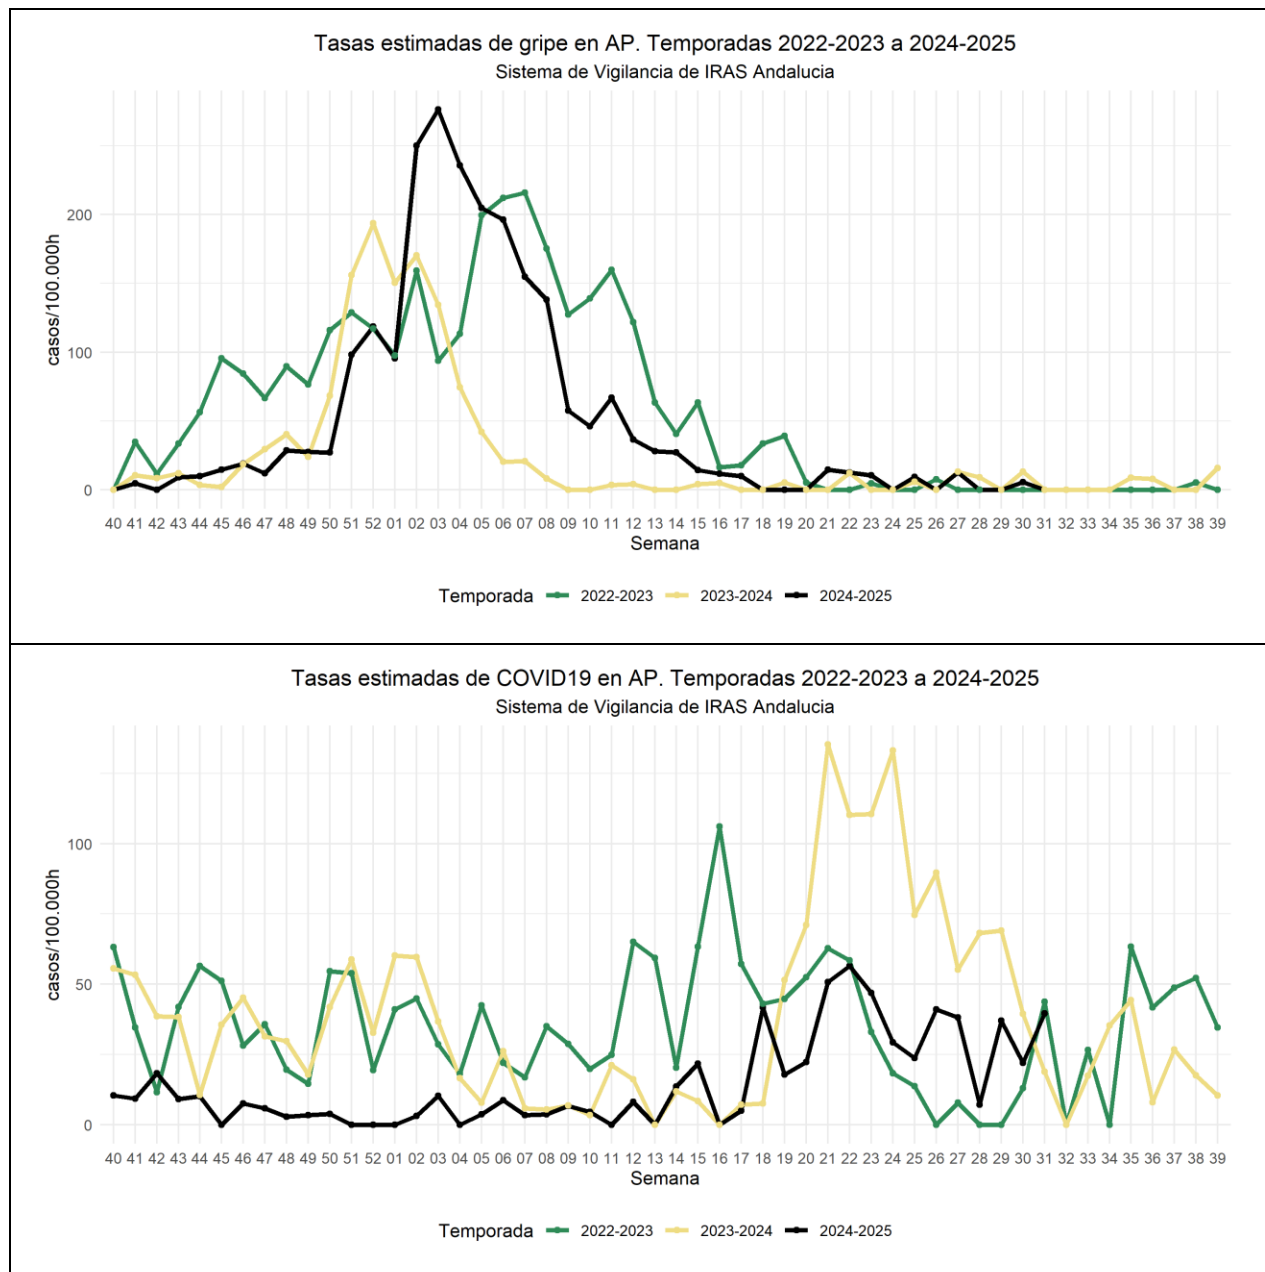 Tasas estimadas de gripe en AP. Temporadas 2022-2023 a 2024-2025
Sistema de Vigilancia de IRAS Andalucia
casos/100.000h
200
100
0
40 41 42 43 44 45 46 47 48 49 50 51 52 01 02 03 04 05 06 07 08 09 10 11 12 13 14 15 16 17 18 19 20 21 22 23 24 25 26 27 28 29 30 31 32 33 34 35 36 37 38 39
Semana
Temporada 2022-2023 2023-2024 2024-2025
Tasas estimadas de COVID19 en AP. Temporadas 2022-2023 a 2024-2025
Sistema de Vigilancia de IRAS Andalucia
casos/100.000h
100
50
0
40 41 42 43 44 45 46 47 48 49 50 51 52 01 02 03 04 05 06 07 08 09 10 11 12 13 14 15 16 17 18 19 20 21 22 23 24 25 26 27 28 29 30 31 32 33 34 35 36 37 38 39
Semana
Temporada 2022-2023 2023-2024 2024-2025